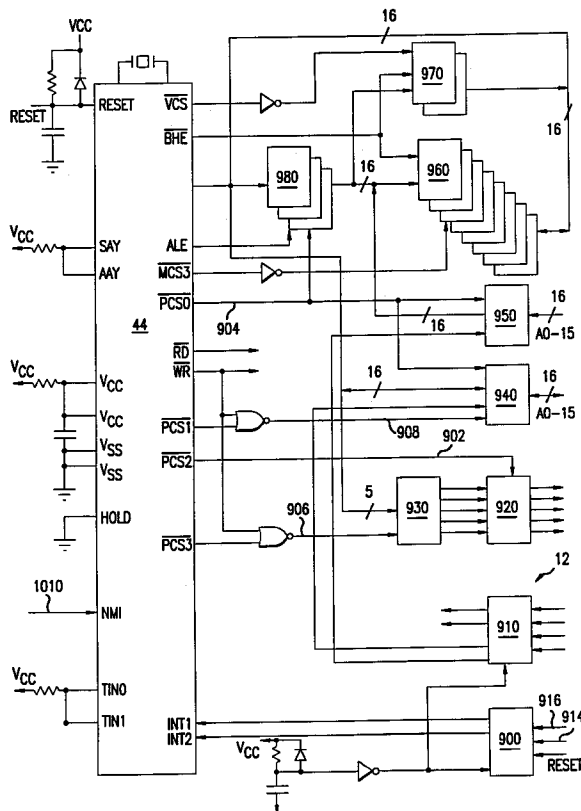 16
VCC
VCS
970
RESET
RESET
BHE
16
980
16
960
VCC
SAY
ALE
AAY
MCS3
PCS0
44
904
16
950
16
A0-15
RD
VCC
VCC
WR
16
940
16
A0-15
VCC
PCS1
908
902
VSS
PCS2
VSS
5
930
920
HOLD
906
PCS3
12
1010
NMI
910
VCC
TIN0
TIN1
INT1
916
INT2
914
VCC
900
RESET